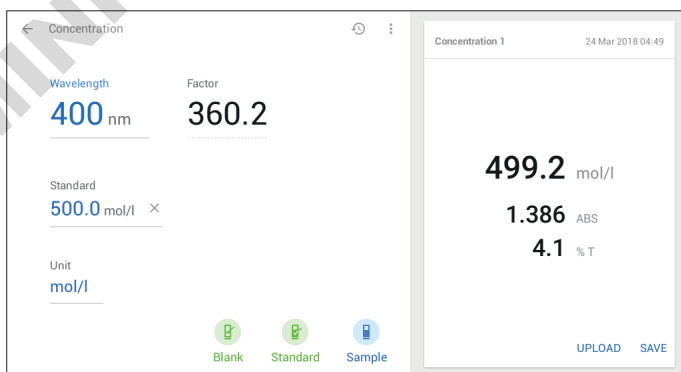 Concentration
Wavelength
400 nm
Factor
360.2
Standard
500.0 mol/l ×
Unit
mol/l
Blank
Standard
Sample
Concentration 1
24 Mar 2018 04:49
499.2 mol/l
1.386 ABS
4.1 % T
UPLOAD SAVE